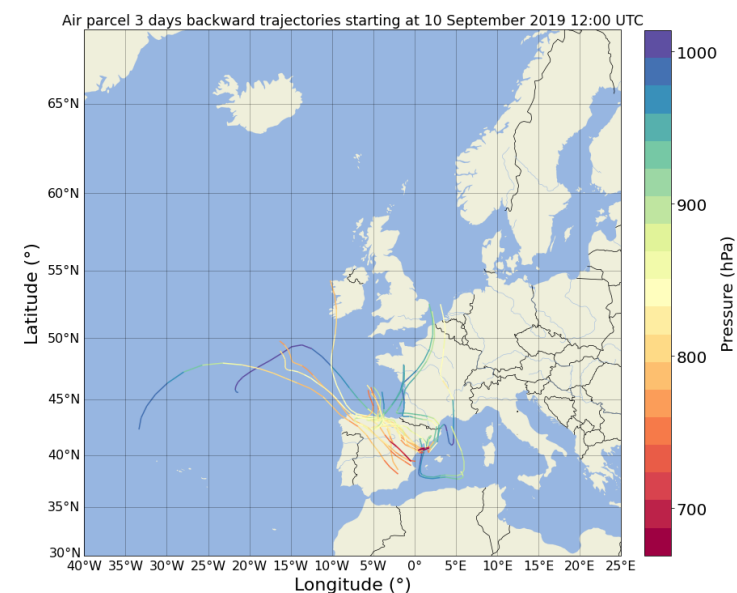 Air parcel 3 days backward trajectories starting at 10 September 2019 12:00 UTC
65°N
60°N
55°N
50°N
45°N
40°N
35°N
30°N
40°W 35°W 30°W 25°W 20°W 15°W 10°W 5°W 0° 5°E 10°E 15°E 20°E 25°E
Longitude (°)
Latitude (°)
1000
900
800
700
Pressure (hPa)